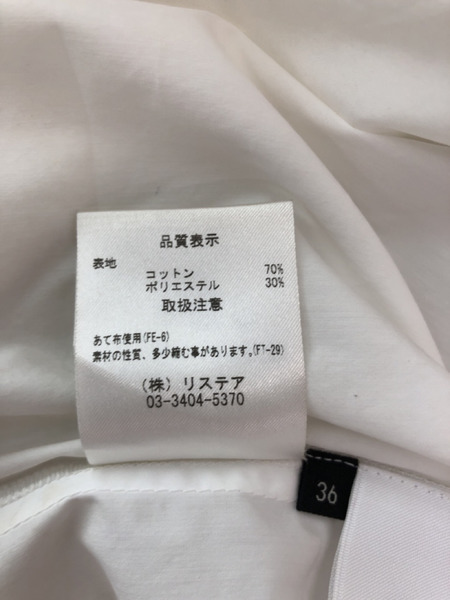 品質表示
表地
コットン 70%
ポリエステル 30%
取扱注意
あて布使用(FE-6)
素材の性質、多少縮む事があります。(FT-29)
(株) リステア
03-3404-5370
36